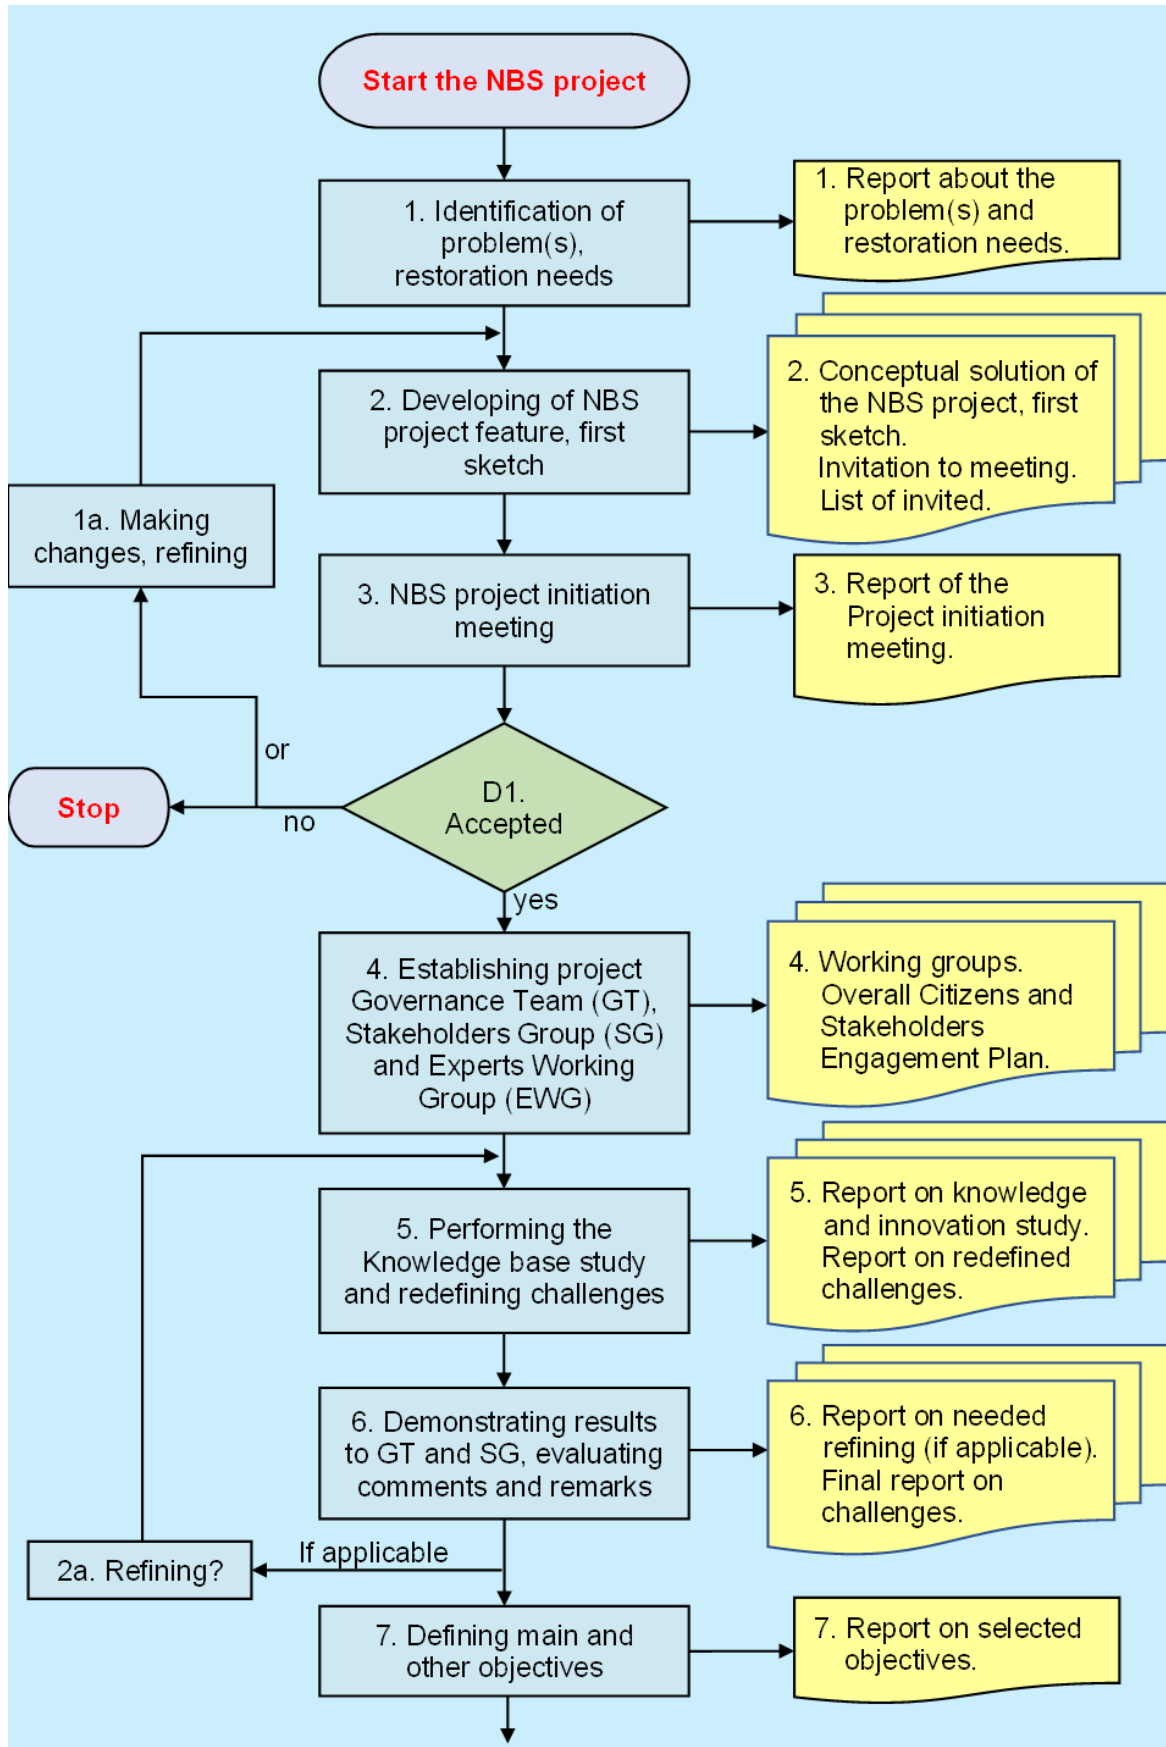 Start the NBS project
1. Identification of
problem(s),
restoration needs
1. Report about the
problem(s) and
restoration needs.
2. Developing of NBS
project feature, first
sketch
2. Conceptual solution of
the NBS project, first
sketch.
Invitation to meeting.
List of invited.
1a. Making
changes, refining
3. NBS project initiation
meeting
3. Report of the
Project initiation
meeting.
or
Stop
no
D1.
Accepted
yes
4. Establishing project
Governance Team (GT),
Stakeholders Group (SG)
and Experts Working
Group (EWG)
4. Working groups.
Overall Citizens and
Stakeholders
Engagement Plan.
5. Performing the
Knowledge base study
and redefining challenges
5. Report on knowledge
and innovation study.
Report on redefined
challenges.
6. Demonstrating results
to GT and SG, evaluating
comments and remarks
6. Report on needed
refining (if applicable).
Final report on
challenges.
If applicable
2a. Refining?
7. Defining main and
other objectives
7. Report on selected
objectives.